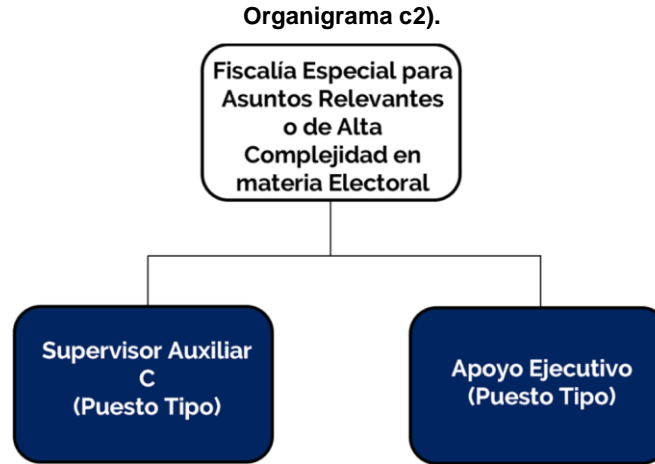 Organigrama c2).
Fiscalía Especial para
Asuntos Relevantes
o de Alta
Complejidad en
materia Electoral
Supervisor Auxiliar
C
(Puesto Tipo)
Apoyo Ejecutivo
(Puesto Tipo)